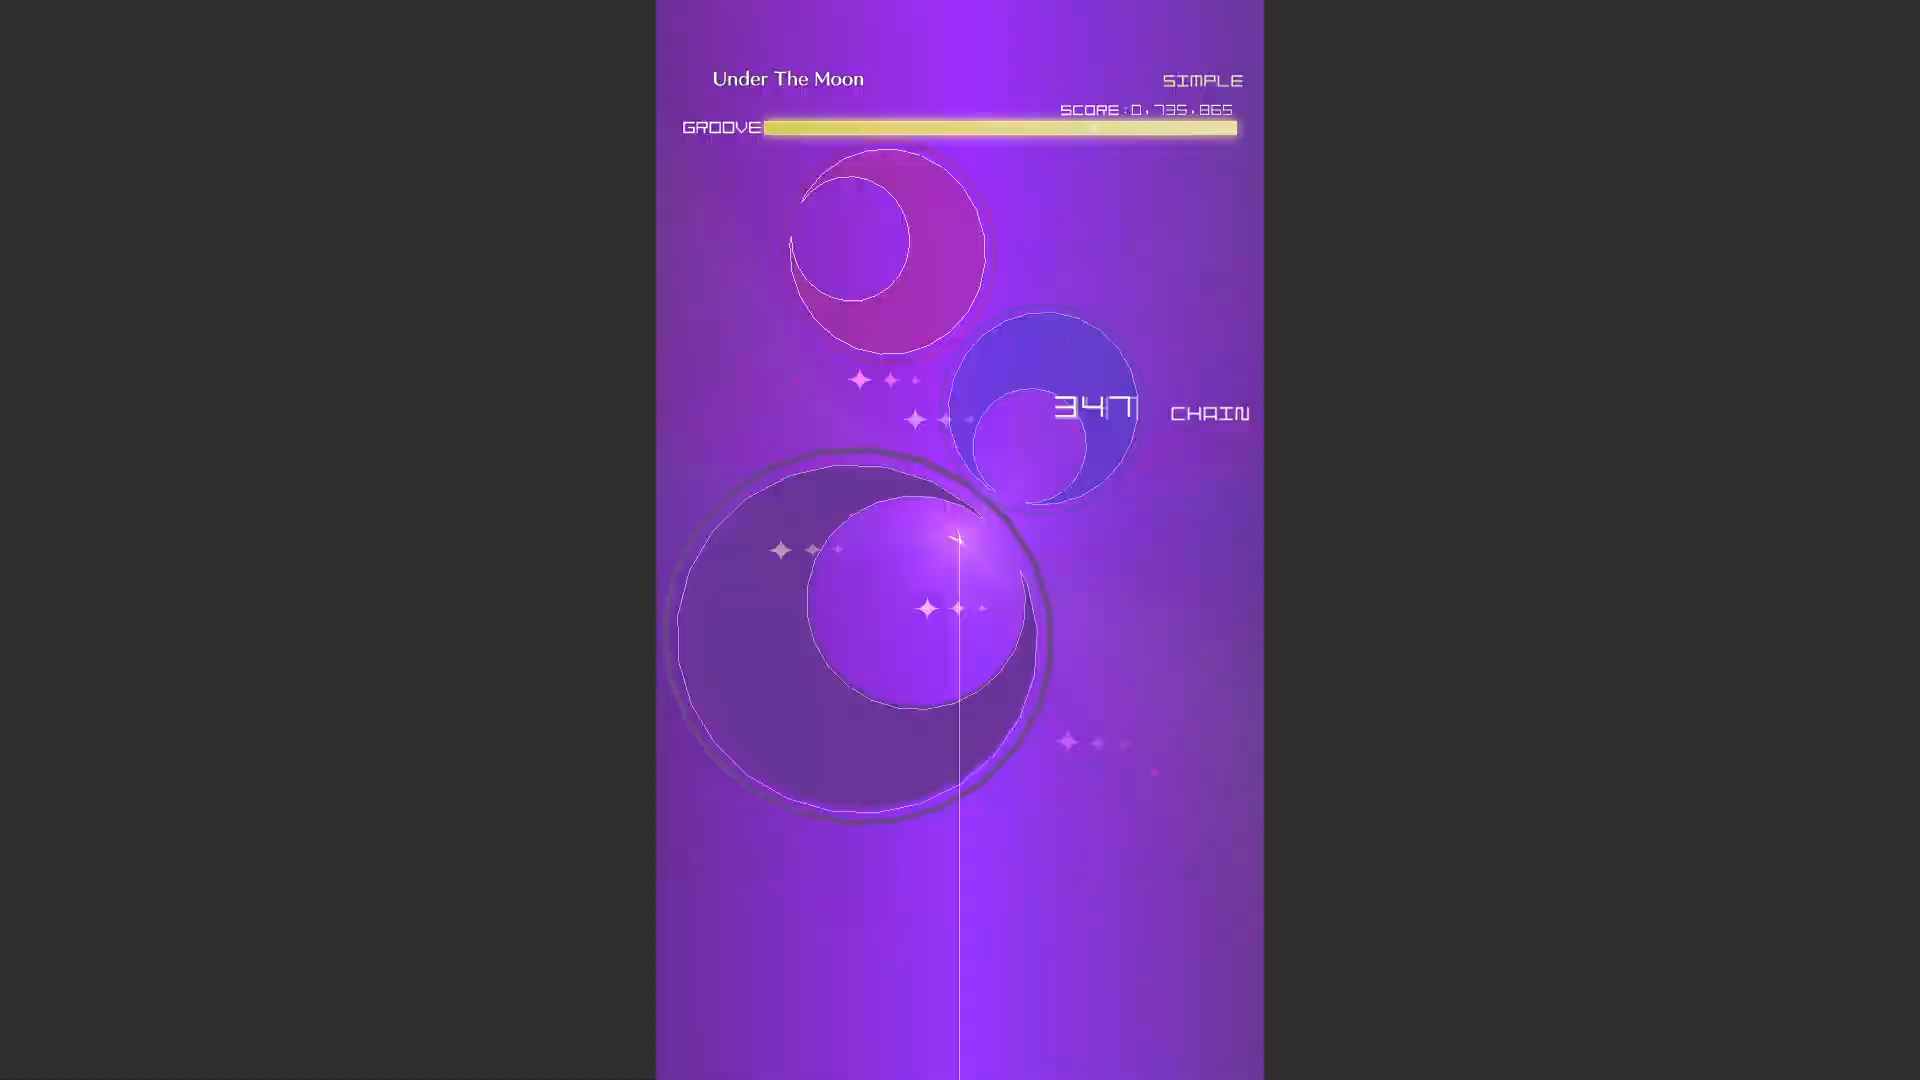 Under The Moon
SIMPLE
SCORE:0,735,865
GROOVE
347 CHAIN